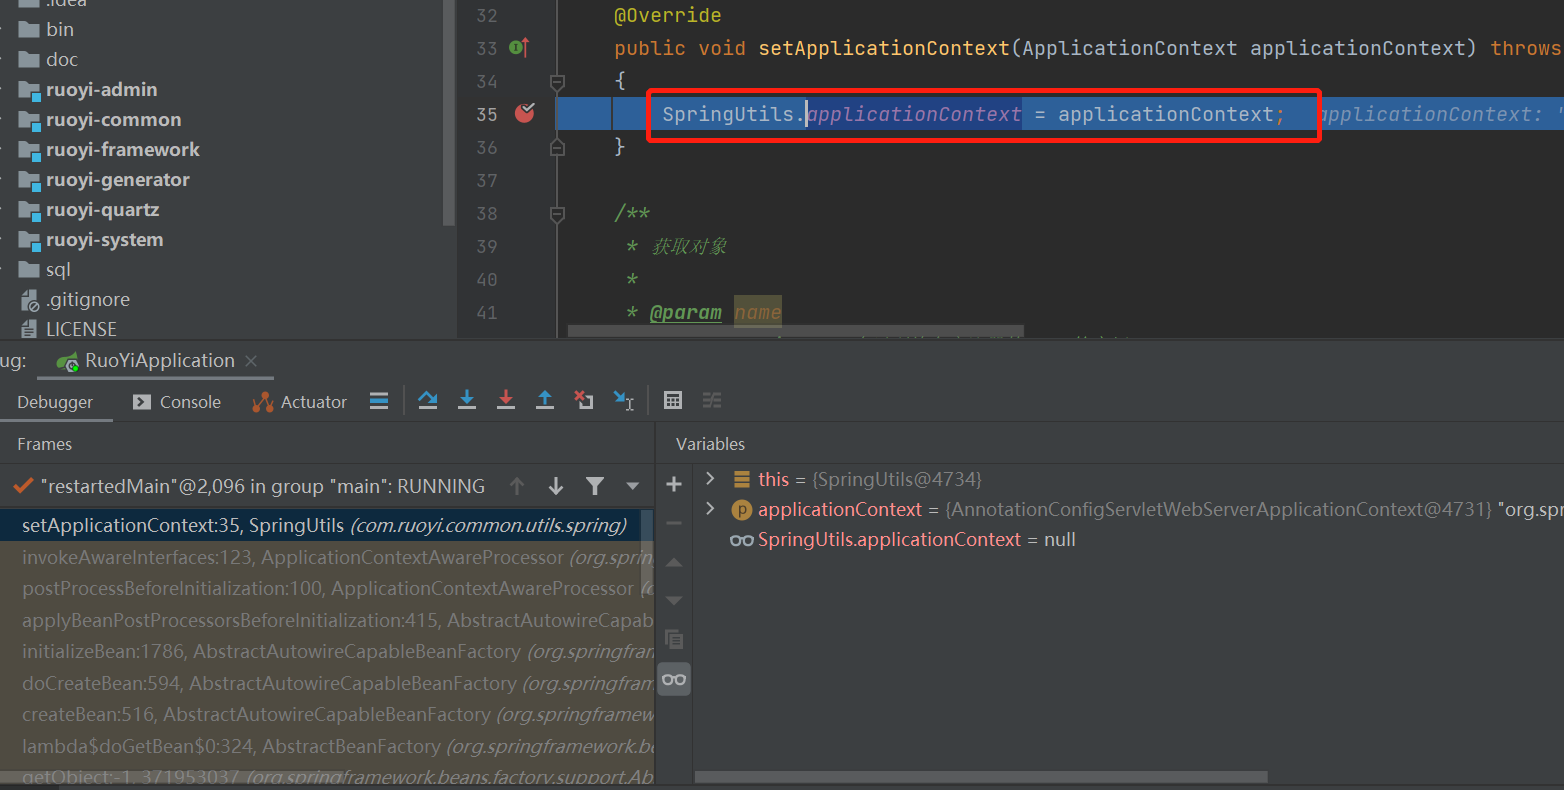 .idea
bin
doc
ruoyi-admin
ruoyi-common
ruoyi-framework
ruoyi-generator
ruoyi-quartz
ruoyi-system
sql
.gitignore
LICENSE
32 @Override
33 public void setApplicationContext(ApplicationContext applicationContext) throws
34 {
35 SpringUtils.applicationContext = applicationContext; applicationContext: "
36 }
37
38 /**
39 * 获取对象
40 *
41 * @param name
ug: RuoYiApplication
Debugger Console Actuator
Frames
"restartedMain"@2,096 in group "main": RUNNING
setApplicationContext:35, SpringUtils (com.ruoyi.common.utils.spring)
invokeAwareInterfaces:123, ApplicationContextAwareProcessor (org.spring
postProcessBeforeInitialization:100, ApplicationContextAwareProcessor (o
applyBeanPostProcessorsBeforeInitialization:415, AbstractAutowireCapab
initializeBean:1786, AbstractAutowireCapableBeanFactory (org.springfran
doCreateBean:594, AbstractAutowireCapableBeanFactory (org.springfram
createBean:516, AbstractAutowireCapableBeanFactory (org.springframew
lambda$doGetBean$0:324, AbstractBeanFactory (org.springframework.be
getObject:-1, 371953037 (org.springframework.beans.factory.support.Ab
Variables
this = {SpringUtils@4734}
applicationContext = {AnnotationConfigServletWebServerApplicationContext@4731} "org.spr
SpringUtils.applicationContext = null